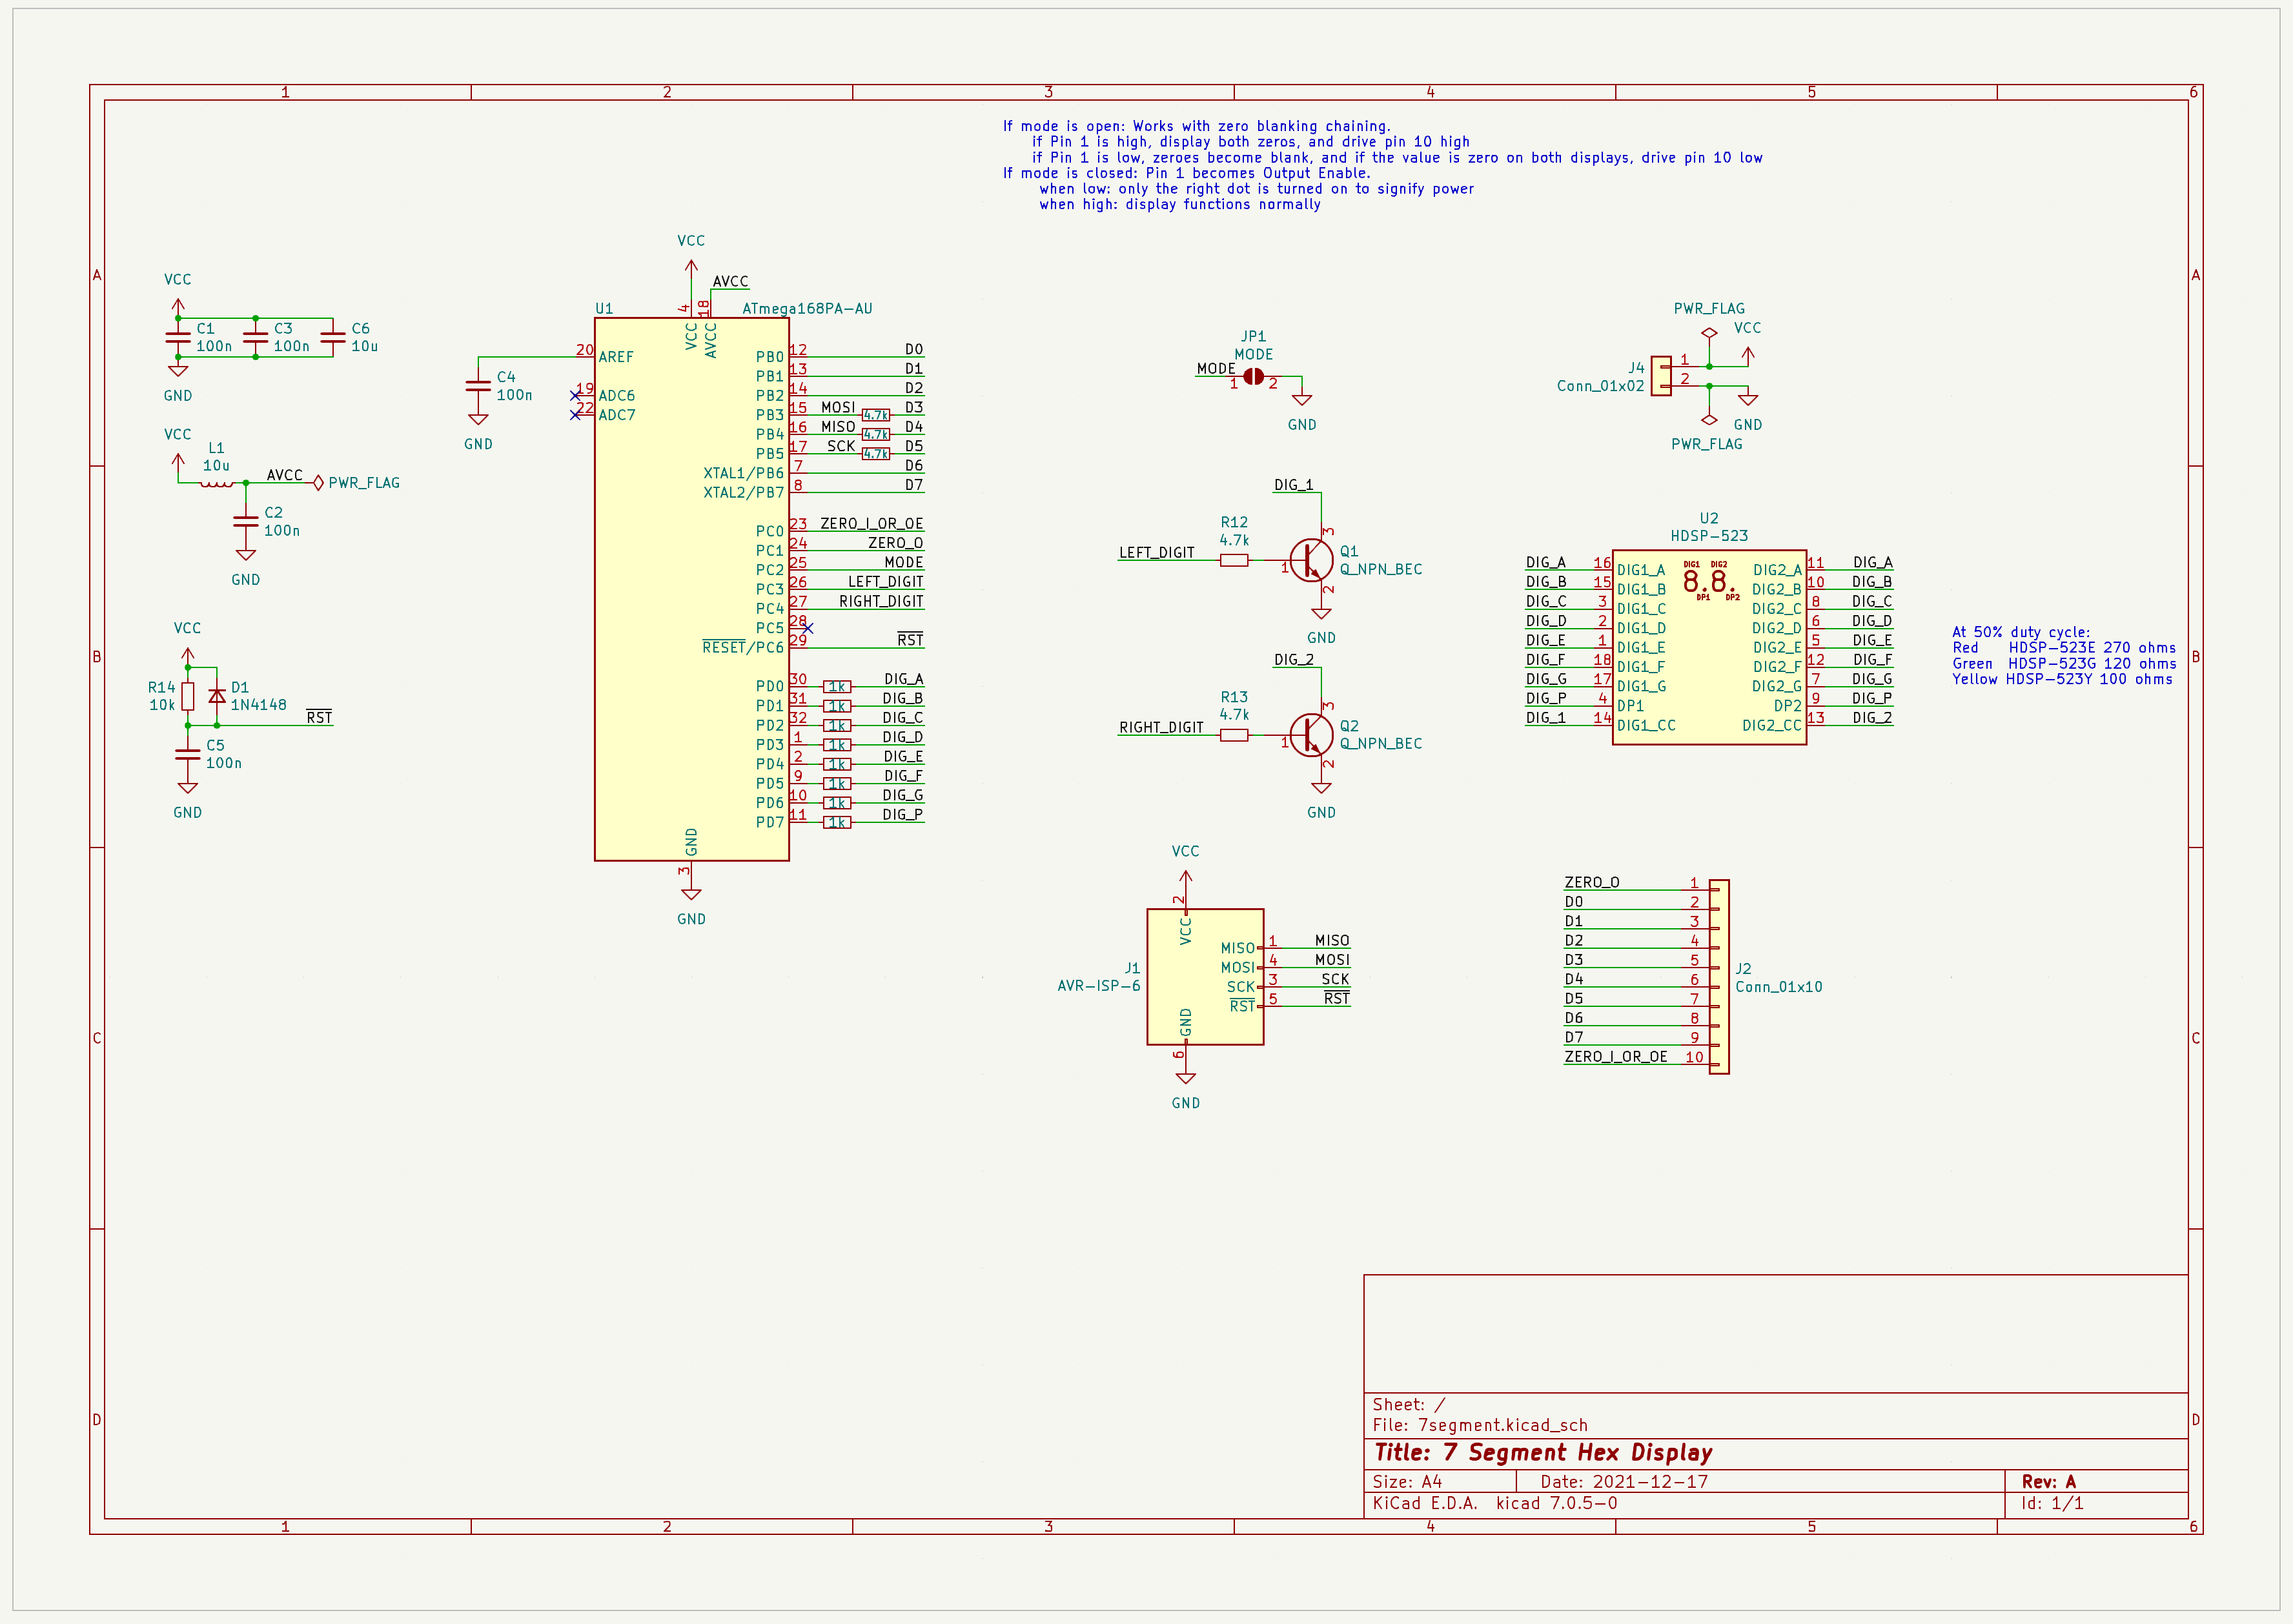 1 2 3 4 5 6
If mode is open: Works with zero blanking chaining.
if Pin 1 is high, display both zeros, and drive pin 10 high
if Pin 1 is low, zeroes become blank, and if the value is zero on both displays, drive pin 10 low
If mode is closed: Pin 1 becomes Output Enable.
when low: only the right dot is turned on to signify power
when high: display functions normally
A
A
B
B
C
C
D
D
VCC
C1
100n
C3
100n
C6
10u
GND
VCC
L1
10u
AVCC
PWR_FLAG
C2
100n
GND
VCC
R14
10k
D1
1N4148
RST
C5
100n
GND
C4
100n
GND
VCC
AVCC
U1
ATmega168PA-AU
4
18
VCC
AVCC
20 AREF
19 ADC6
22 ADC7
PB0 12 D0
PB1 13 D1
PB2 14 D2
PB3 15 MOSI 4.7k D3
PB4 16 MISO 4.7k D4
PB5 17 SCK 4.7k D5
XTAL1/PB6 7 D6
XTAL2/PB7 8 D7
PC0 23 ZERO_I_OR_OE
PC1 24 ZERO_O
PC2 25 MODE
PC3 26 LEFT_DIGIT
PC4 27 RIGHT_DIGIT
PC5 28
RESET/PC6 29 RST
PD0 30 1k DIG_A
PD1 31 1k DIG_B
PD2 32 1k DIG_C
PD3 1 1k DIG_D
PD4 2 1k DIG_E
PD5 9 1k DIG_F
PD6 10 1k DIG_G
PD7 11 1k DIG_P
GND
3
GND
JP1
MODE
MODE
1 2
GND
DIG_1
R12
4.7k
LEFT_DIGIT
3
1
2
Q1
Q_NPN_BEC
GND
DIG_2
R13
4.7k
RIGHT_DIGIT
3
1
2
Q2
Q_NPN_BEC
GND
VCC
2
VCC
J1
AVR-ISP-6
MISO 1 MISO
MOSI 4 MOSI
SCK 3 SCK
RST 5 RST
GND
6
GND
PWR_FLAG
VCC
J4
Conn_01x02
1
2
GND
PWR_FLAG
U2
HDSP-523
DIG1 DIG2
8.8.
DP1 DP2
DIG_A 16 DIG1_A DIG2_A 11 DIG_A
DIG_B 15 DIG1_B DIG2_B 10 DIG_B
DIG_C 3 DIG1_C DIG2_C 8 DIG_C
DIG_D 2 DIG1_D DIG2_D 6 DIG_D
DIG_E 1 DIG1_E DIG2_E 5 DIG_E
DIG_F 18 DIG1_F DIG2_F 12 DIG_F
DIG_G 17 DIG1_G DIG2_G 7 DIG_G
DIG_P 4 DP1 DP2 9 DIG_P
DIG_1 14 DIG1_CC DIG2_CC 13 DIG_2
At 50% duty cycle:
Red HDSP-523E 270 ohms
Green HDSP-523G 120 ohms
Yellow HDSP-523Y 100 ohms
ZERO_O 1
D0 2
D1 3
D2 4
D3 5
D4 6
D5 7
D6 8
D7 9
ZERO_I_OR_OE 10
J2
Conn_01x10
Sheet: /
File: 7segment.kicad_sch
Title: 7 Segment Hex Display
Size: A4 Date: 2021-12-17 Rev: A
KiCad E.D.A. kicad 7.0.5-0 Id: 1/1
1 2 3 4 5 6